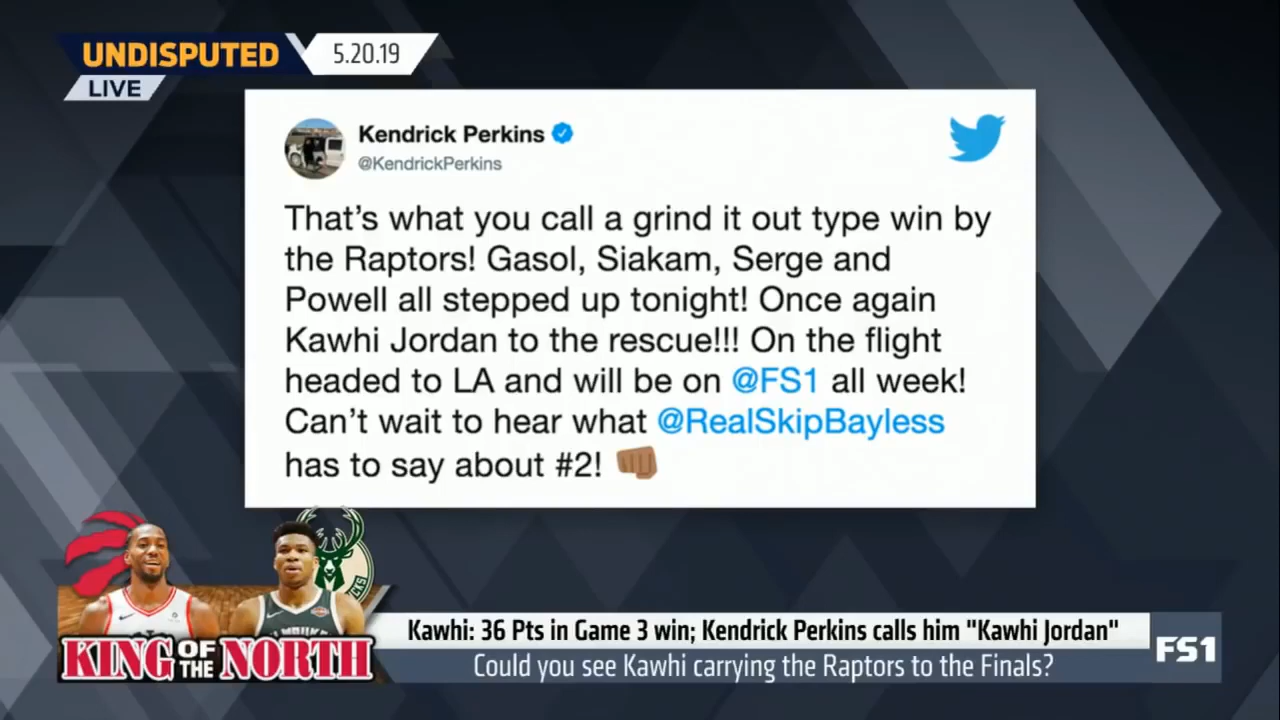 UNDISPUTED
5.20.19
LIVE
Kendrick Perkins
@KendrickPerkins
That's what you call a grind it out type win by
the Raptors! Gasol, Siakam, Serge and
Powell all stepped up tonight! Once again
Kawhi Jordan to the rescue!!! On the flight
headed to LA and will be on @FS1 all week!
Can't wait to hear what @RealSkipBayless
has to say about #2! 👊🏾
KING OF THE NORTH
Kawhi: 36 Pts in Game 3 win; Kendrick Perkins calls him "Kawhi Jordan"
Could you see Kawhi carrying the Raptors to the Finals?
FS1